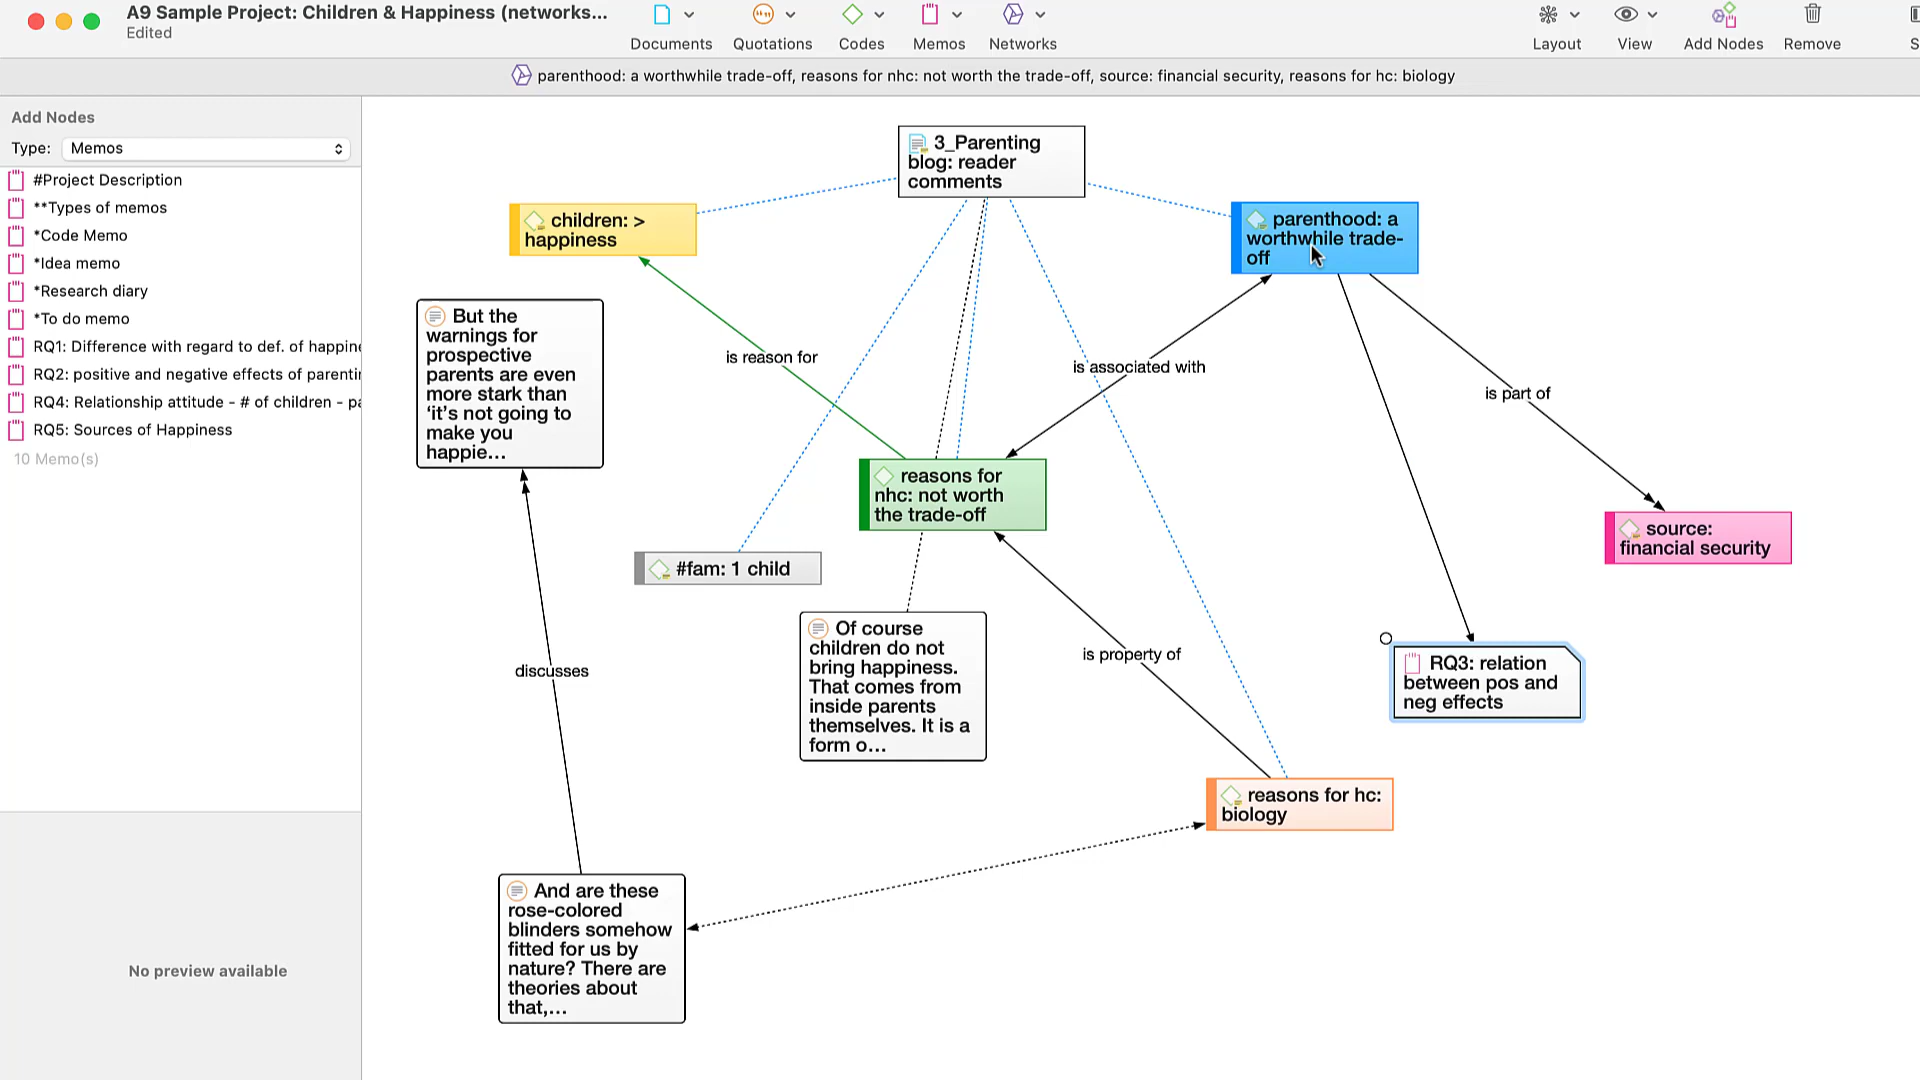 A9 Sample Project: Children & Happiness (networks...
Edited
Documents
Quotations
Codes
Memos
Networks
Layout
View
Add Nodes
Remove
S
parenthood: a worthwhile trade-off, reasons for nhc: not worth the trade-off, source: financial security, reasons for hc: biology
Add Nodes
Type: Memos
#Project Description
**Types of memos
*Code Memo
*Idea memo
*Research diary
*To do memo
RQ1: Difference with regard to def. of happine
RQ2: positive and negative effects of parentin
RQ4: Relationship attitude - # of children - pa
RQ5: Sources of Happiness
10 Memo(s)
No preview available
3_Parenting
blog: reader
comments
children: >
happiness
parenthood: a
worthwhile trade-
off
But the
warnings for
prospective
parents are even
more stark than
‘it’s not going to
make you
happie...
is reason for
is associated with
is part of
reasons for
nhc: not worth
the trade-off
source:
financial security
#fam: 1 child
Of course
children do not
bring happiness.
That comes from
inside parents
themselves. It is a
form o...
discusses
is property of
RQ3: relation
between pos and
neg effects
reasons for hc:
biology
And are these
rose-colored
blinders somehow
fitted for us by
nature? There are
theories about
that,...